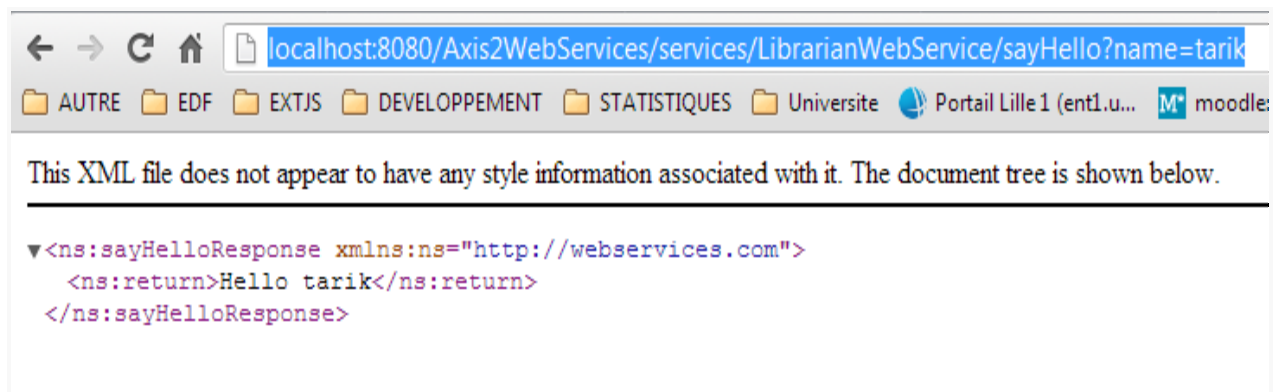 localhost:8080/Axis2WebServices/services/LibrarianWebService/sayHello?name=tarik
AUTRE EDF EXTJS DEVELOPPEMENT STATISTIQUES Universite Portail Lille 1 (ent1.u... M* moodle:
This XML file does not appear to have any style information associated with it. The document tree is shown below.
▼<ns:sayHelloResponse xmlns:ns="http://webservices.com">
<ns:return>Hello tarik</ns:return>
</ns:sayHelloResponse>